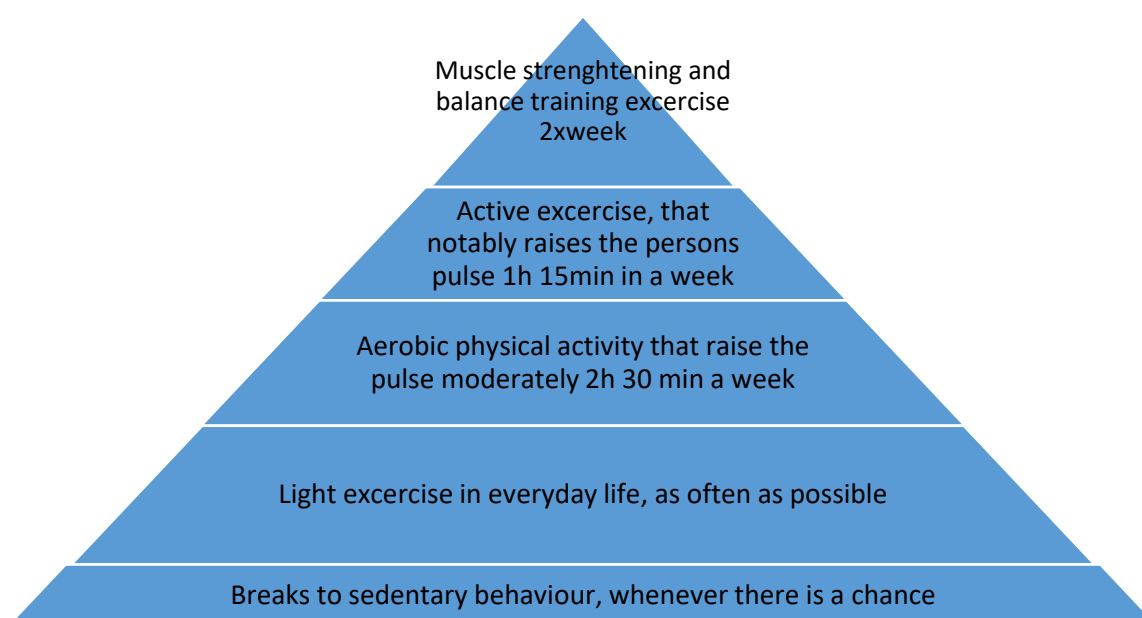 Muscle strenghtening and
balance training excercise
2xweek
Active excercise, that
notably raises the persons
pulse 1h 15min in a week
Aerobic physical activity that raise the
pulse moderately 2h 30 min a week
Light excercise in everyday life, as often as possible
Breaks to sedentary behaviour, whenever there is a chance